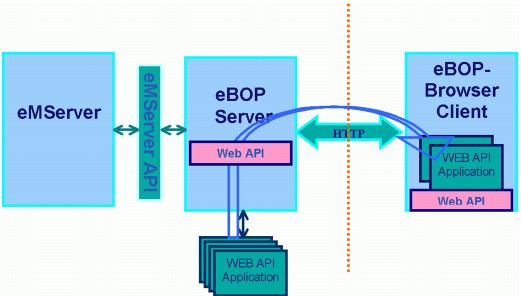 eMServer
eMServer API
eBOP
Server
Web API
WEB API
Application
HTTP
eBOP-
Browser
Client
WEB API
Application
Web API